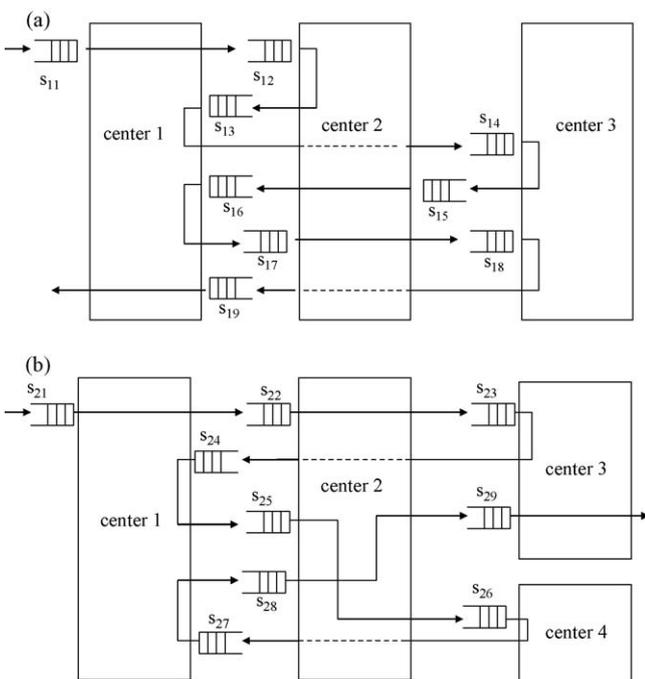 (a)
s11
s12
s13
center 1
center 2
s14
center 3
s16
s15
s17
s18
s19
(b)
s21
s22
s23
s24
center 3
center 2
s25
s29
center 1
s28
s26
s27
center 4